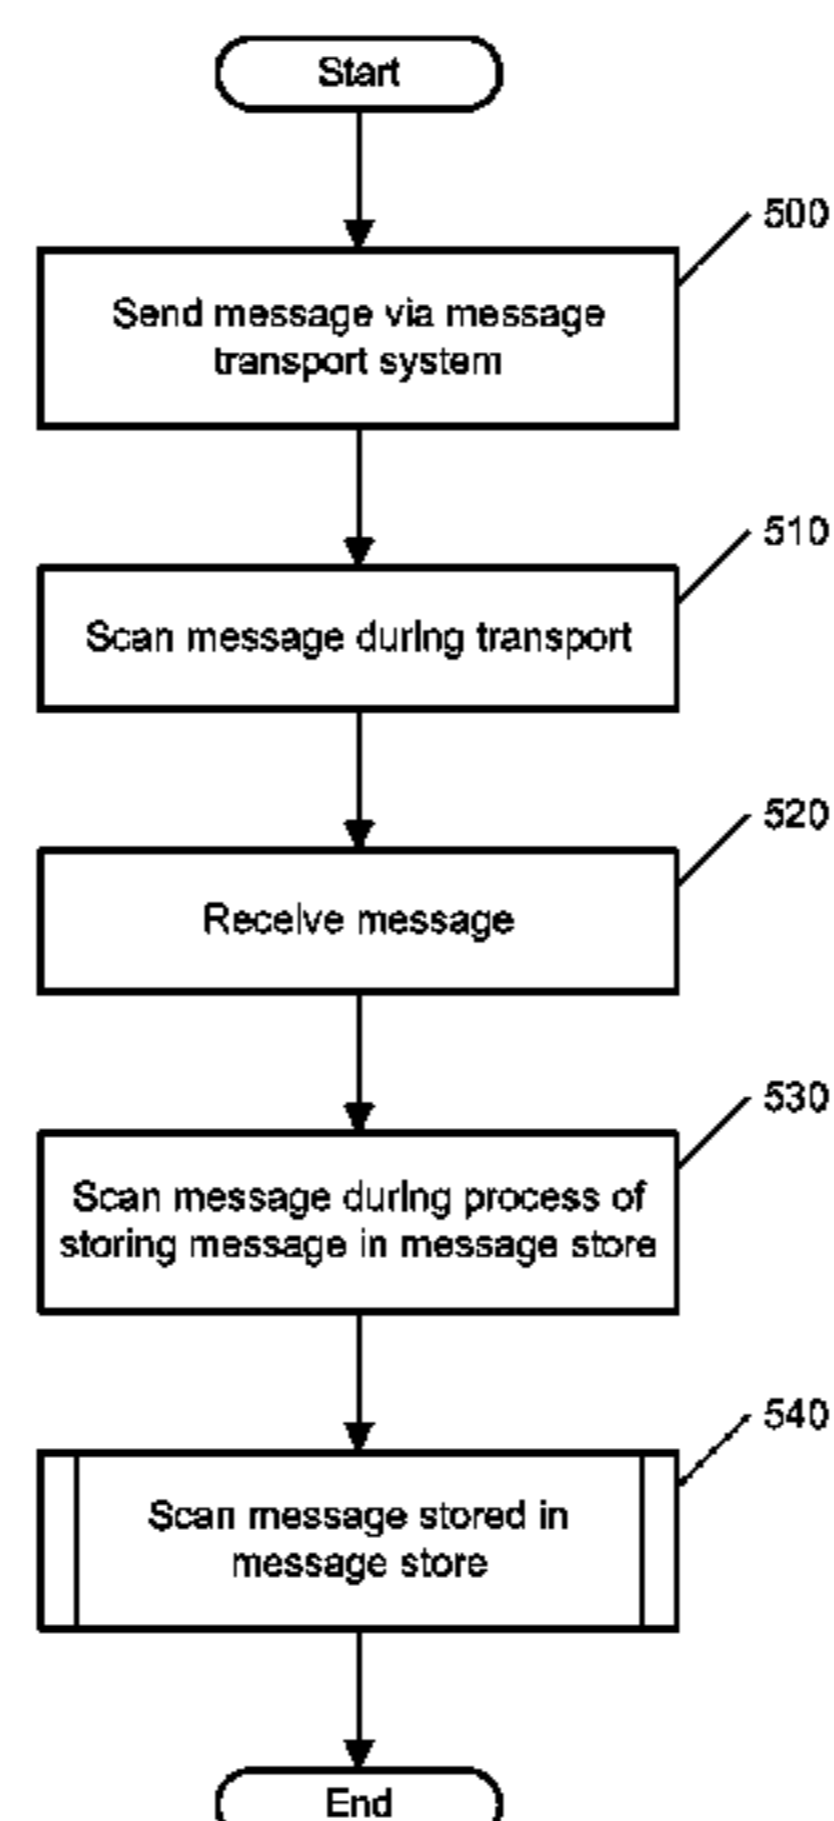 Start
500
Send message via message
transport system
510
Scan message during transport
520
Receive message
530
Scan message during process of
storing message in message store
540
Scan message stored in
message store
End